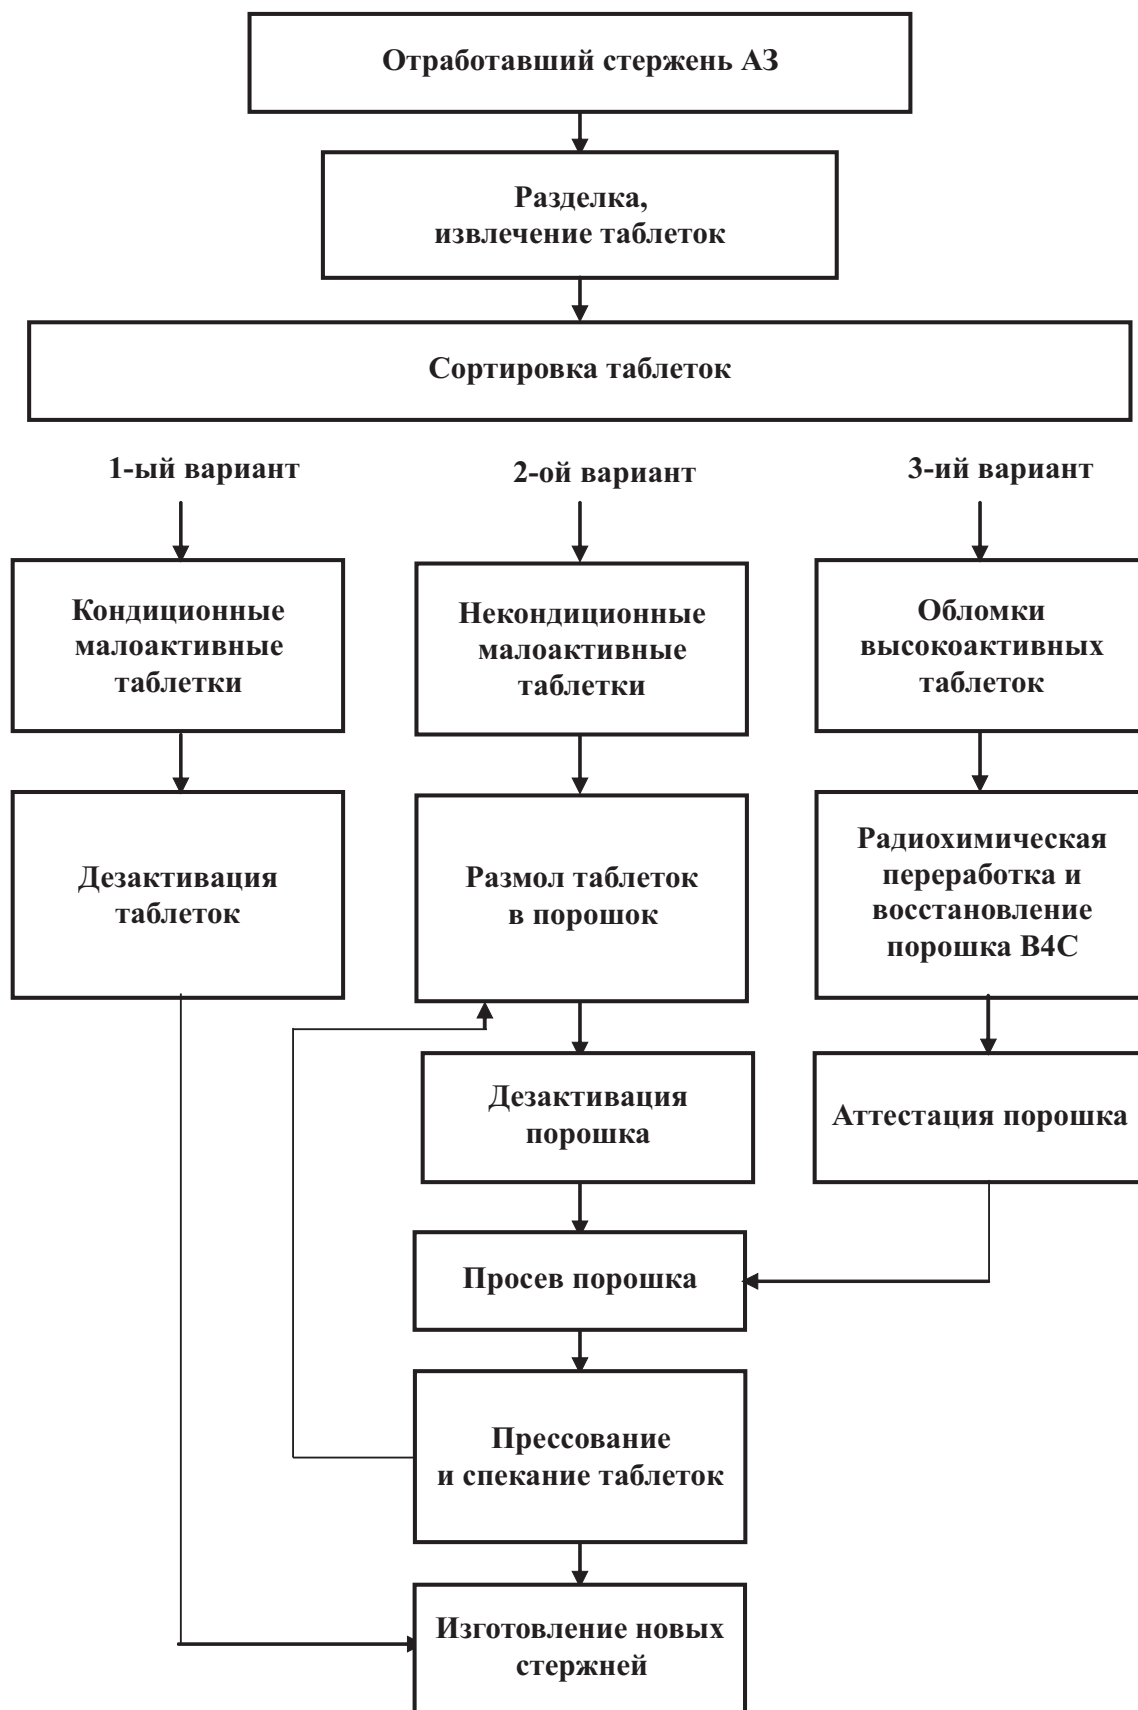 Отработавший стержень АЗ
Разделка,
извлечение таблеток
Сортировка таблеток
1-ый вариант
2-ой вариант
3-ий вариант
Кондиционные
малоактивные
таблетки
Некондиционные
малоактивные
таблетки
Обломки
высокоактивных
таблеток
Дезактивация
таблеток
Размол таблеток
в порошок
Радиохимическая
переработка и
восстановление
порошка B4C
Дезактивация
порошка
Аттестация порошка
Просев порошка
Прессование
и спекание таблеток
Изготовление новых
стержней